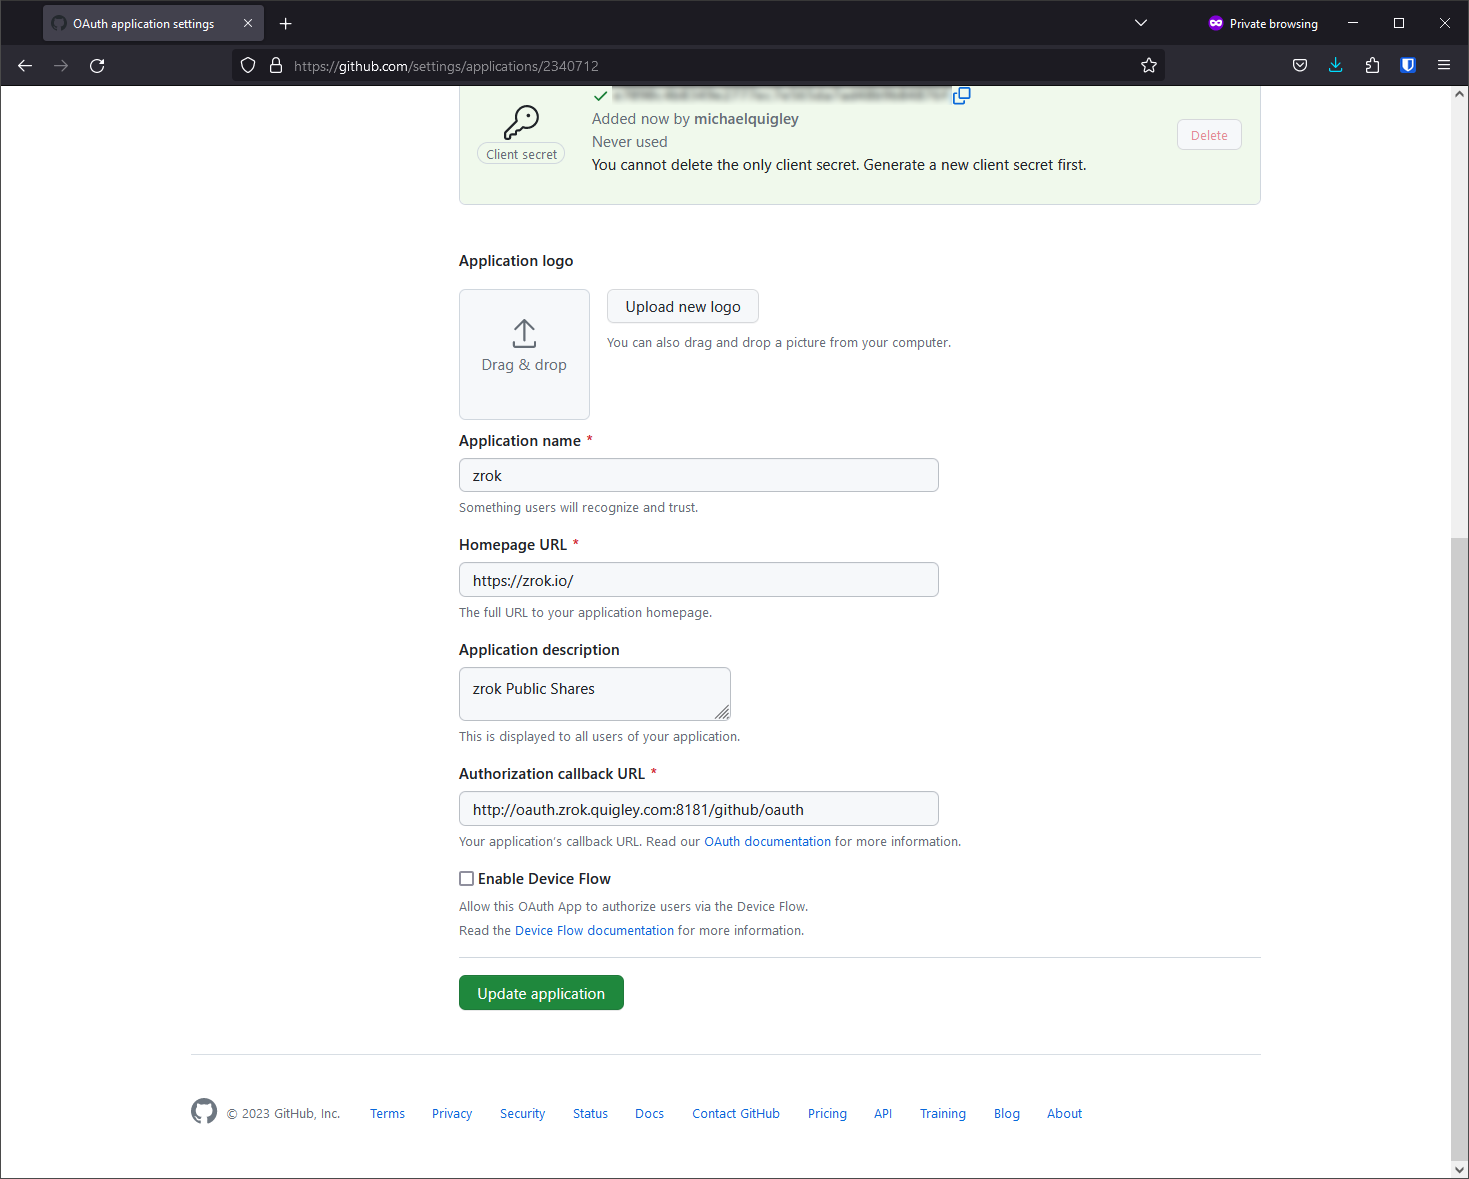 OAuth application settings
Private browsing
https://github.com/settings/applications/2340712
Added now by michaelquigley
Never used
You cannot delete the only client secret. Generate a new client secret first.
Client secret
Delete
Application logo
Drag & drop
Upload new logo
You can also drag and drop a picture from your computer.
Application name *
zrok
Something users will recognize and trust.
Homepage URL *
https://zrok.io/
The full URL to your application homepage.
Application description
zrok Public Shares
This is displayed to all users of your application.
Authorization callback URL *
http://oauth.zrok.quigley.com:8181/github/oauth
Your application's callback URL. Read our OAuth documentation for more information.
Enable Device Flow
Allow this OAuth App to authorize users via the Device Flow.
Read the Device Flow documentation for more information.
Update application
© 2023 GitHub, Inc. Terms Privacy Security Status Docs Contact GitHub Pricing API Training Blog About